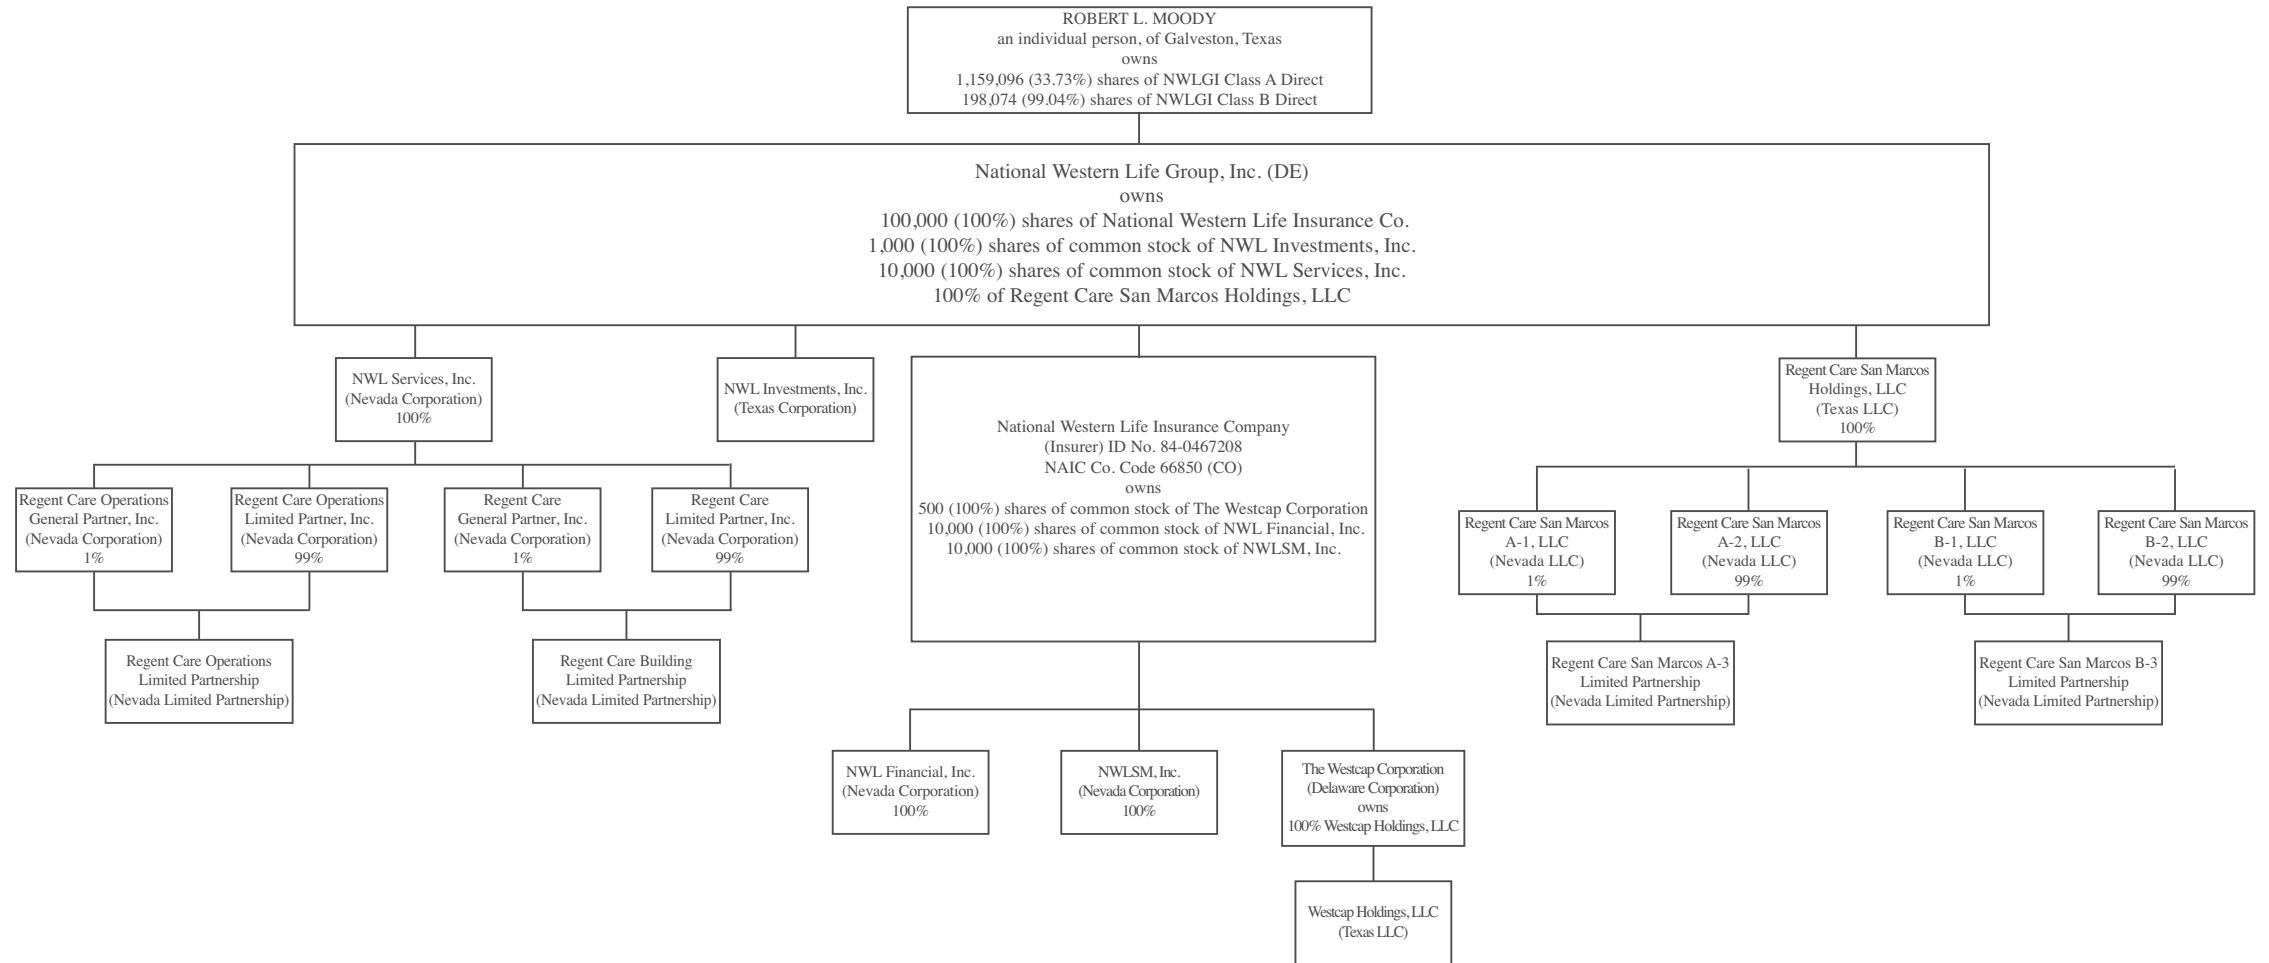 ROBERT L. MOODY
an individual person, of Galveston, Texas
owns
1,159,096 (33.73%) shares of NWLGI Class A Direct
198,074 (99.04%) shares of NWLGI Class B Direct
National Western Life Group, Inc. (DE)
owns
100,000 (100%) shares of National Western Life Insurance Co.
1,000 (100%) shares of common stock of NWL Investments, Inc.
10,000 (100%) shares of common stock of NWL Services, Inc.
100% of Regent Care San Marcos Holdings, LLC
NWL Services, Inc.
(Nevada Corporation)
100%
NWL Investments, Inc.
(Texas Corporation)
National Western Life Insurance Company
(Insurer) ID No. 84-0467208
NAIC Co. Code 66850 (CO)
owns
500 (100%) shares of common stock of The Westcap Corporation
10,000 (100%) shares of common stock of NWL Financial, Inc.
10,000 (100%) shares of common stock of NWLSM, Inc.
Regent Care San Marcos
Holdings, LLC
(Texas LLC)
100%
Regent Care Operations
General Partner, Inc.
(Nevada Corporation)
1%
Regent Care Operations
Limited Partner, Inc.
(Nevada Corporation)
99%
Regent Care
General Partner, Inc.
(Nevada Corporation)
1%
Regent Care
Limited Partner, Inc.
(Nevada Corporation)
99%
Regent Care San Marcos
A-1, LLC
(Nevada LLC)
1%
Regent Care San Marcos
A-2, LLC
(Nevada LLC)
99%
Regent Care San Marcos
B-1, LLC
(Nevada LLC)
1%
Regent Care San Marcos
B-2, LLC
(Nevada LLC)
99%
Regent Care Operations
Limited Partnership
(Nevada Limited Partnership)
Regent Care Building
Limited Partnership
(Nevada Limited Partnership)
Regent Care San Marcos A-3
Limited Partnership
(Nevada Limited Partnership)
Regent Care San Marcos B-3
Limited Partnership
(Nevada Limited Partnership)
NWL Financial, Inc.
(Nevada Corporation)
100%
NWLSM, Inc.
(Nevada Corporation)
100%
The Westcap Corporation
(Delaware Corporation)
owns
100% Westcap Holdings, LLC
Westcap Holdings, LLC
(Texas LLC)